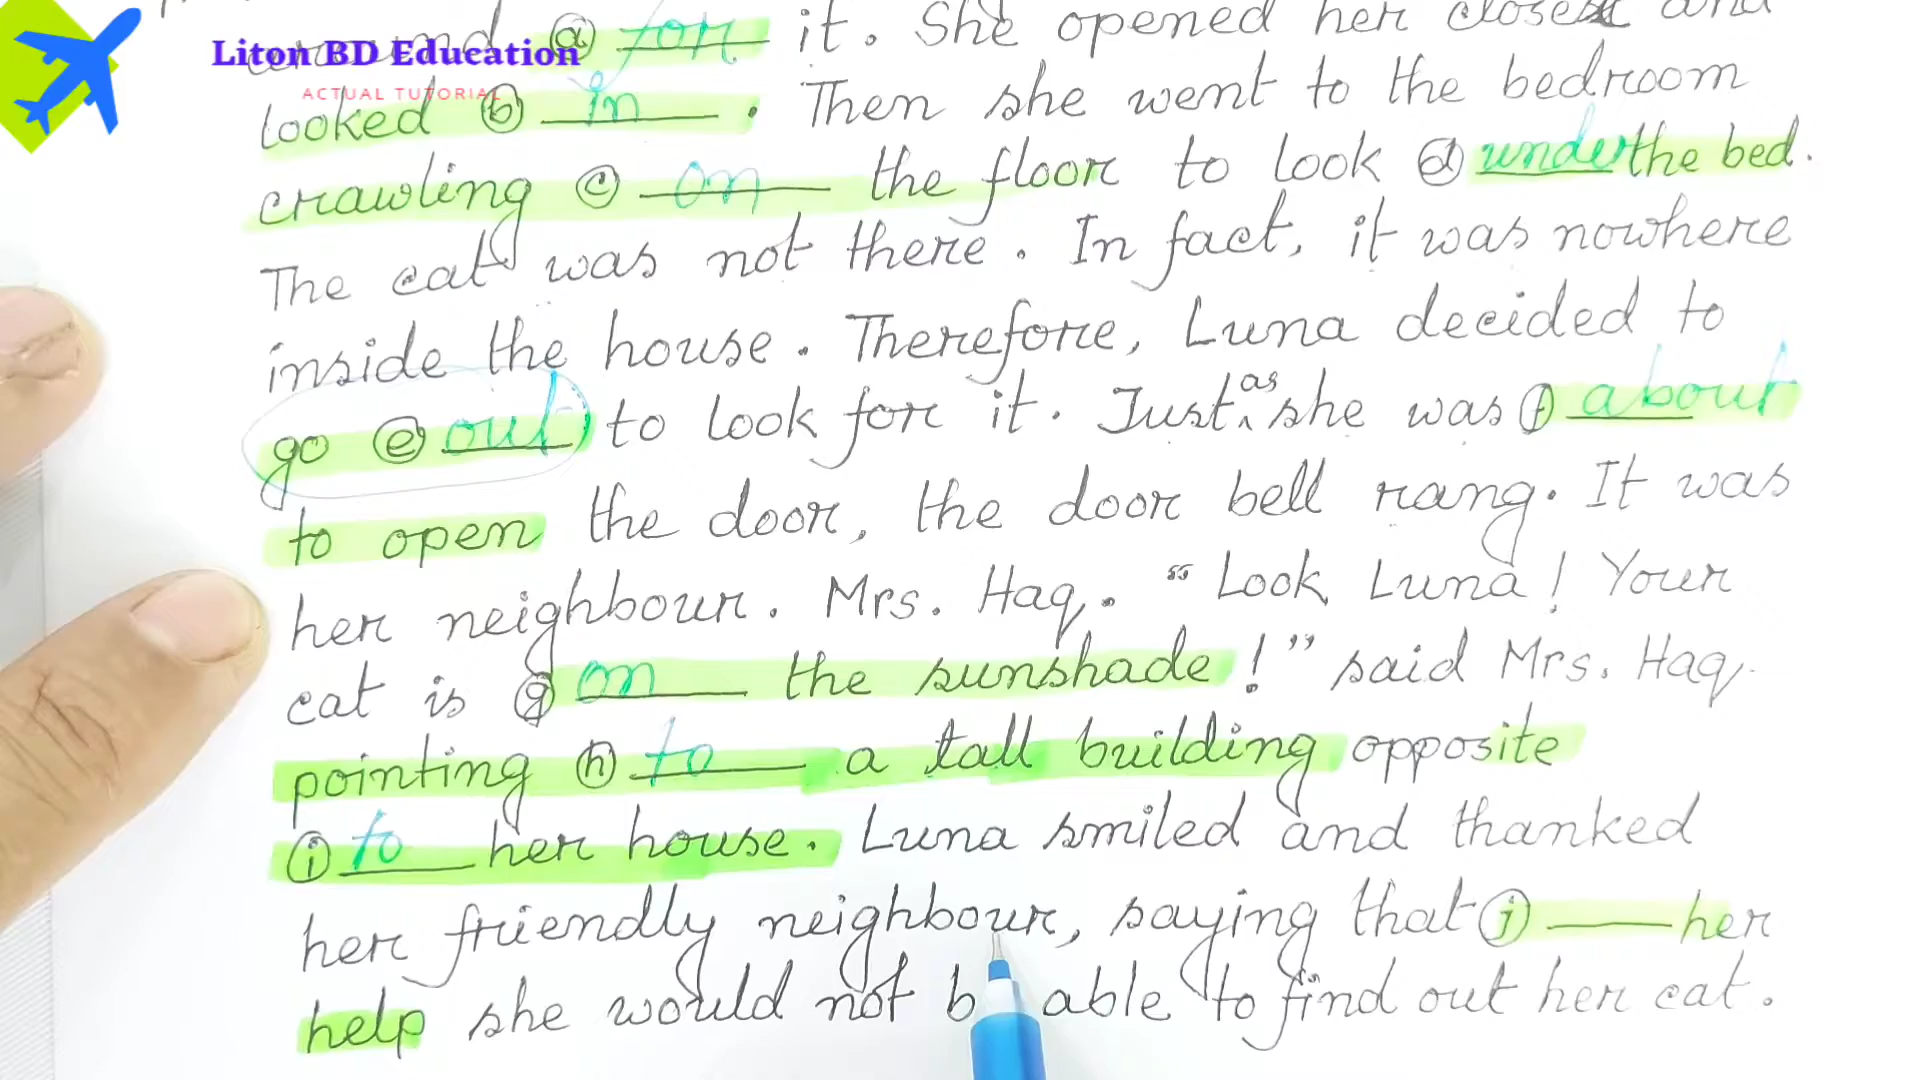 Liton BD Education
ACTUAL TUTORIAL
around ⓐ for it. She opened her closet and
looked ⓑ in . Then she went to the bedroom
crawling ⓒ on the floor to look ⓓ under the bed.
The cat was not there. In fact, it was nowhere
inside the house. Therefore, Luna decided to
go ⓔ out to look for it. Just as she was ⓕ about
to open the door, the door bell rang. It was
her neighbour. Mrs. Haq. "Look Luna! Your
cat is ⓖ on the sunshade!" said Mrs. Haq.
pointing ⓗ to a tall building opposite
ⓘ to her house. Luna smiled and thanked
her friendly neighbour, saying that ⓙ ____ her
help she would not b able to find out her cat.